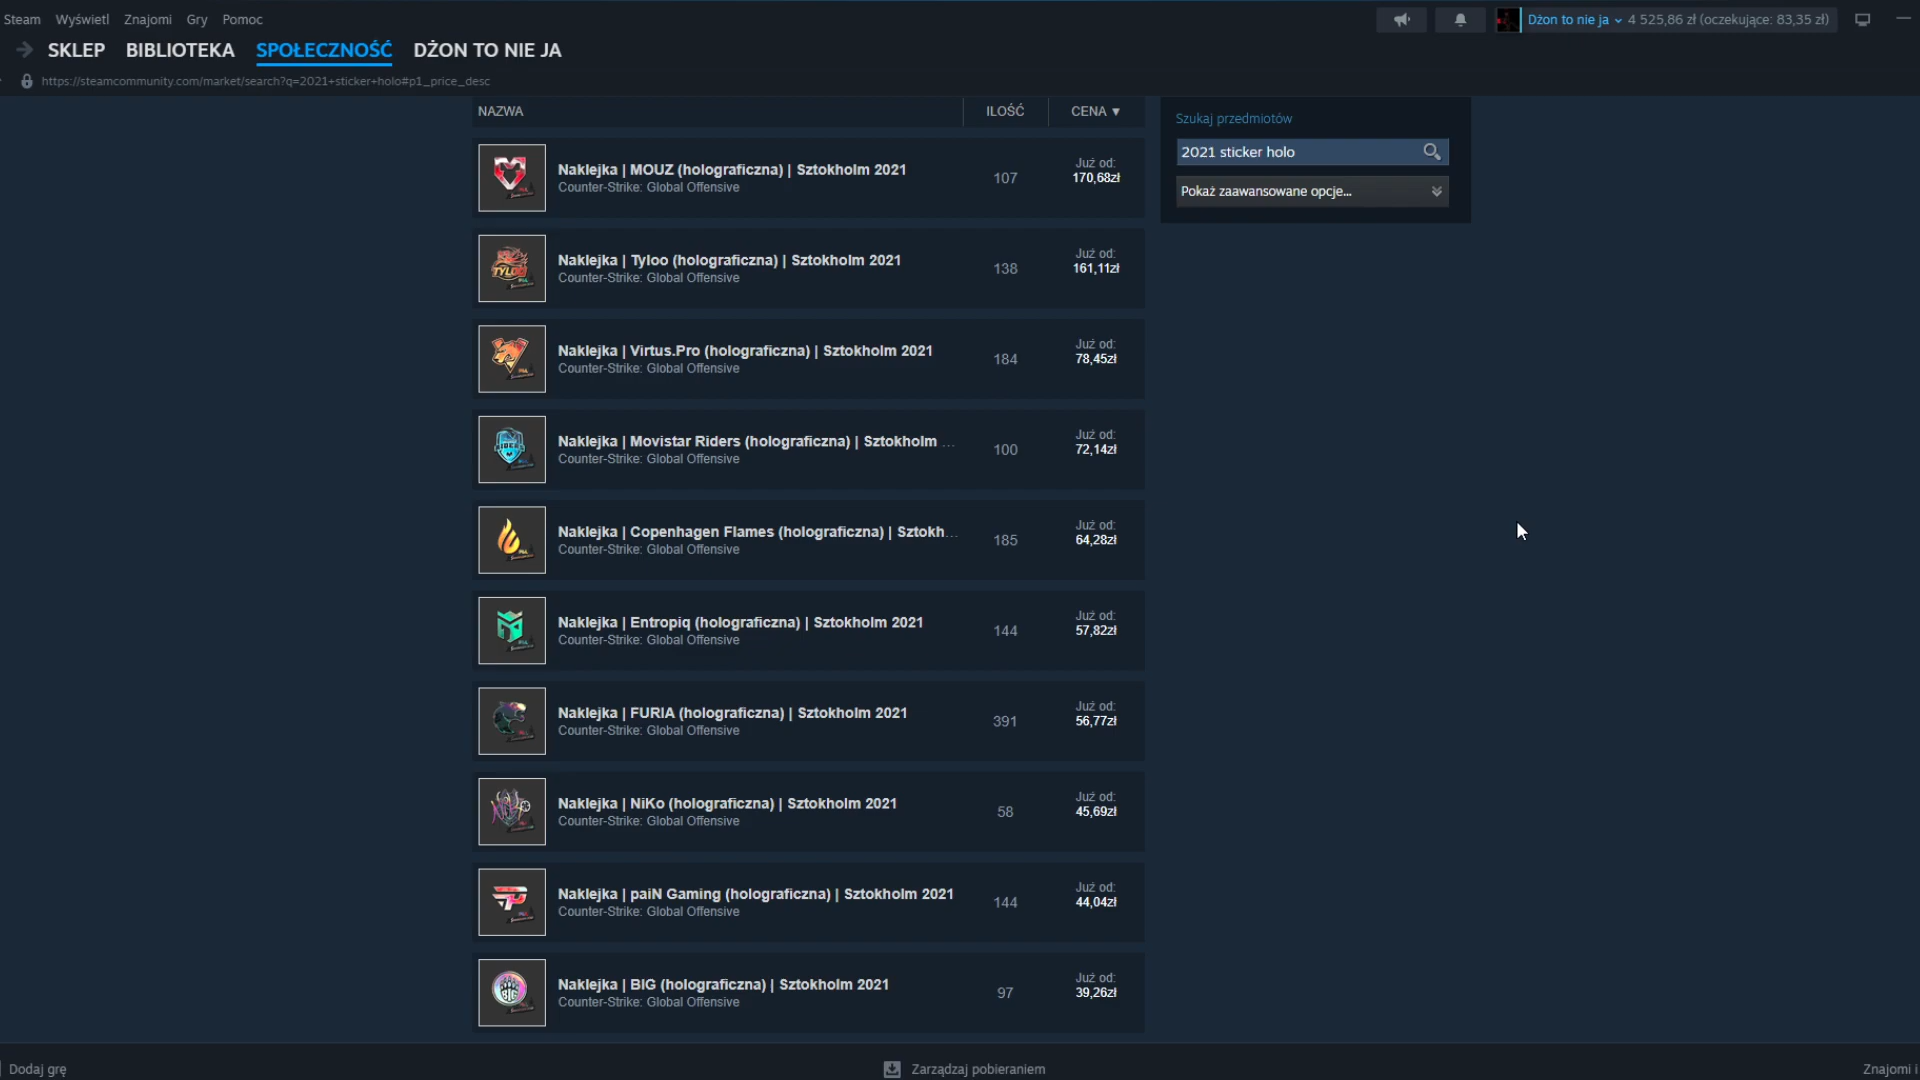 Steam Wyświetl Znajomi Gry Pomoc
Dżon to nie ja 4 525,86 zł (oczekujące: 83,35 zł)
SKLEP BIBLIOTEKA SPOŁECZNOŚĆ DŻON TO NIE JA
https://steamcommunity.com/market/search?q=2021+sticker+holo#p1_price_desc
NAZWA ILOŚĆ CENA ▼
Szukaj przedmiotów
2021 sticker holo
Pokaż zaawansowane opcje...
Naklejka | MOUZ (holograficzna) | Sztokholm 2021
Counter-Strike: Global Offensive
107
Już od:
170,68zł
Naklejka | Tyloo (holograficzna) | Sztokholm 2021
Counter-Strike: Global Offensive
138
Już od:
161,11zł
Naklejka | Virtus.Pro (holograficzna) | Sztokholm 2021
Counter-Strike: Global Offensive
184
Już od:
78,45zł
Naklejka | Movistar Riders (holograficzna) | Sztokholm ...
Counter-Strike: Global Offensive
100
Już od:
72,14zł
Naklejka | Copenhagen Flames (holograficzna) | Sztokh...
Counter-Strike: Global Offensive
185
Już od:
64,28zł
Naklejka | Entropiq (holograficzna) | Sztokholm 2021
Counter-Strike: Global Offensive
144
Już od:
57,82zł
Naklejka | FURIA (holograficzna) | Sztokholm 2021
Counter-Strike: Global Offensive
391
Już od:
56,77zł
Naklejka | NiKo (holograficzna) | Sztokholm 2021
Counter-Strike: Global Offensive
58
Już od:
45,69zł
Naklejka | paiN Gaming (holograficzna) | Sztokholm 2021
Counter-Strike: Global Offensive
144
Już od:
44,04zł
Naklejka | BIG (holograficzna) | Sztokholm 2021
Counter-Strike: Global Offensive
97
Już od:
39,26zł
Dodaj grę
Zarządzaj pobieraniem
Znajomi i